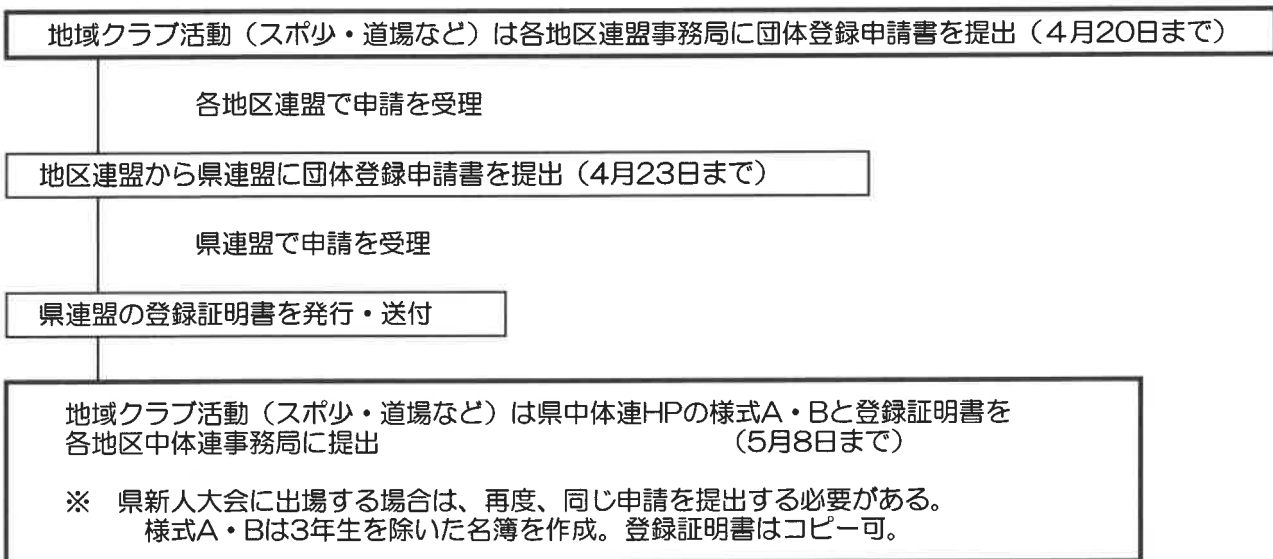 地域クラブ活動（スポ少・道場など）は各地区連盟事務局に団体登録申請書を提出（4月20日まで）
各地区連盟で申請を受理
地区連盟から県連盟に団体登録申請書を提出（4月23日まで）
県連盟で申請を受理
県連盟の登録証明書を発行・送付
地域クラブ活動（スポ少・道場など）は県中体連HPの様式A・Bと登録証明書を
各地区中体連事務局に提出　　　　　　　　　　　（5月8日まで）
※　県新人大会に出場する場合は、再度、同じ申請を提出する必要がある。
様式A・Bは3年生を除いた名簿を作成。登録証明書はコピー可。